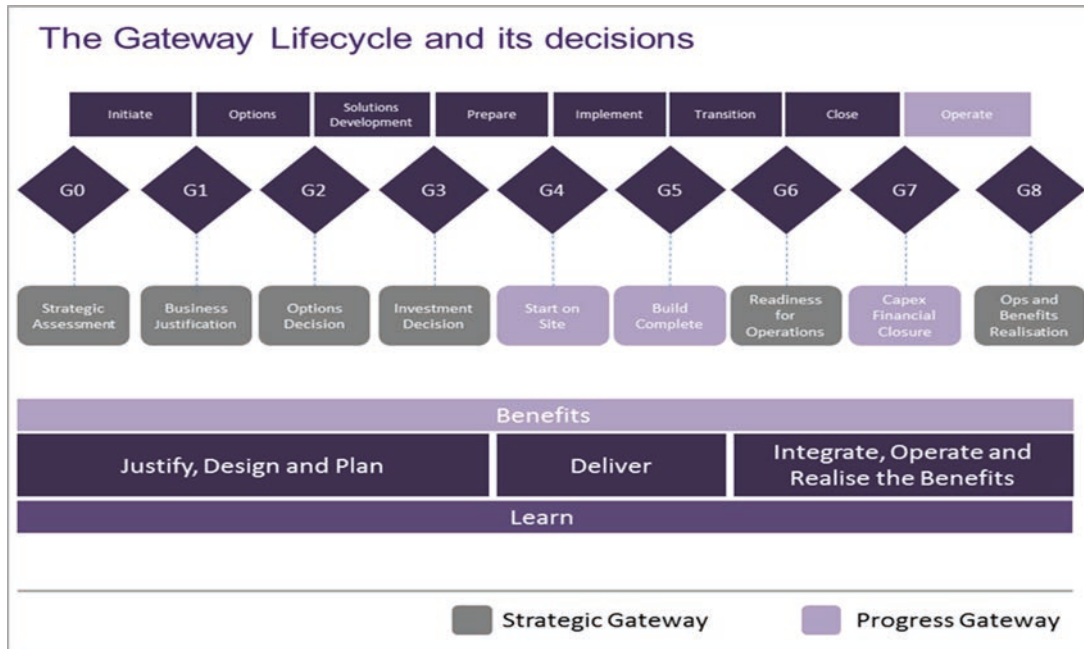 The Gateway Lifecycle and its decisions
Initiate
Options
Solutions
Development
Prepare
Implement
Transition
Close
Operate
G0
G1
G2
G3
G4
G5
G6
G7
G8
Strategic
Assessment
Business
Justification
Options
Decision
Investment
Decision
Start on
Site
Build
Complete
Readiness
for
Operations
Capex
Financial
Closure
Ops and
Benefits
Realisation
Benefits
Justify, Design and Plan
Deliver
Integrate, Operate and
Realise the Benefits
Learn
Strategic Gateway
Progress Gateway